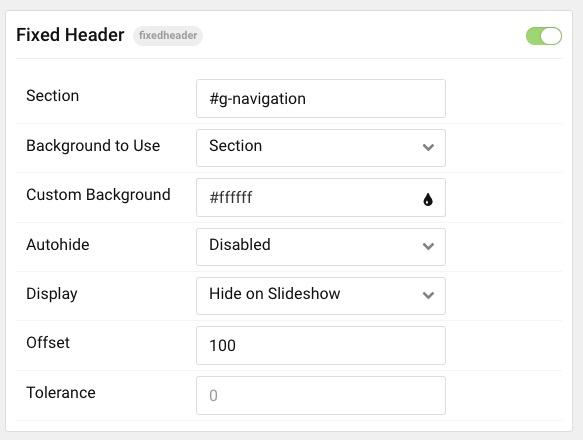 Fixed Header fixedheader
Section #g-navigation
Background to Use Section
Custom Background #ffffff
Autohide Disabled
Display Hide on Slideshow
Offset 100
Tolerance 0